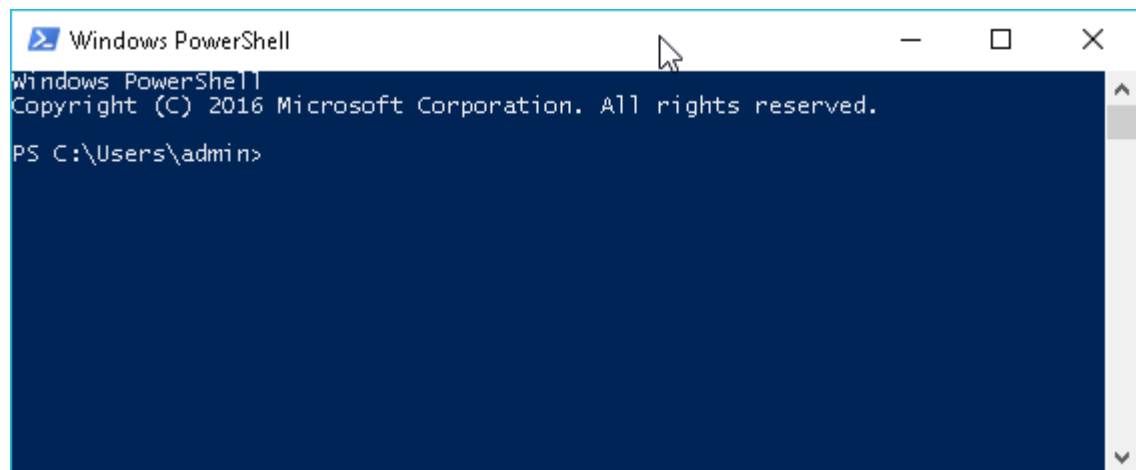 Windows PowerShell
Windows PowerShell
Copyright (C) 2016 Microsoft Corporation. All rights reserved.
PS C:\Users\admin>